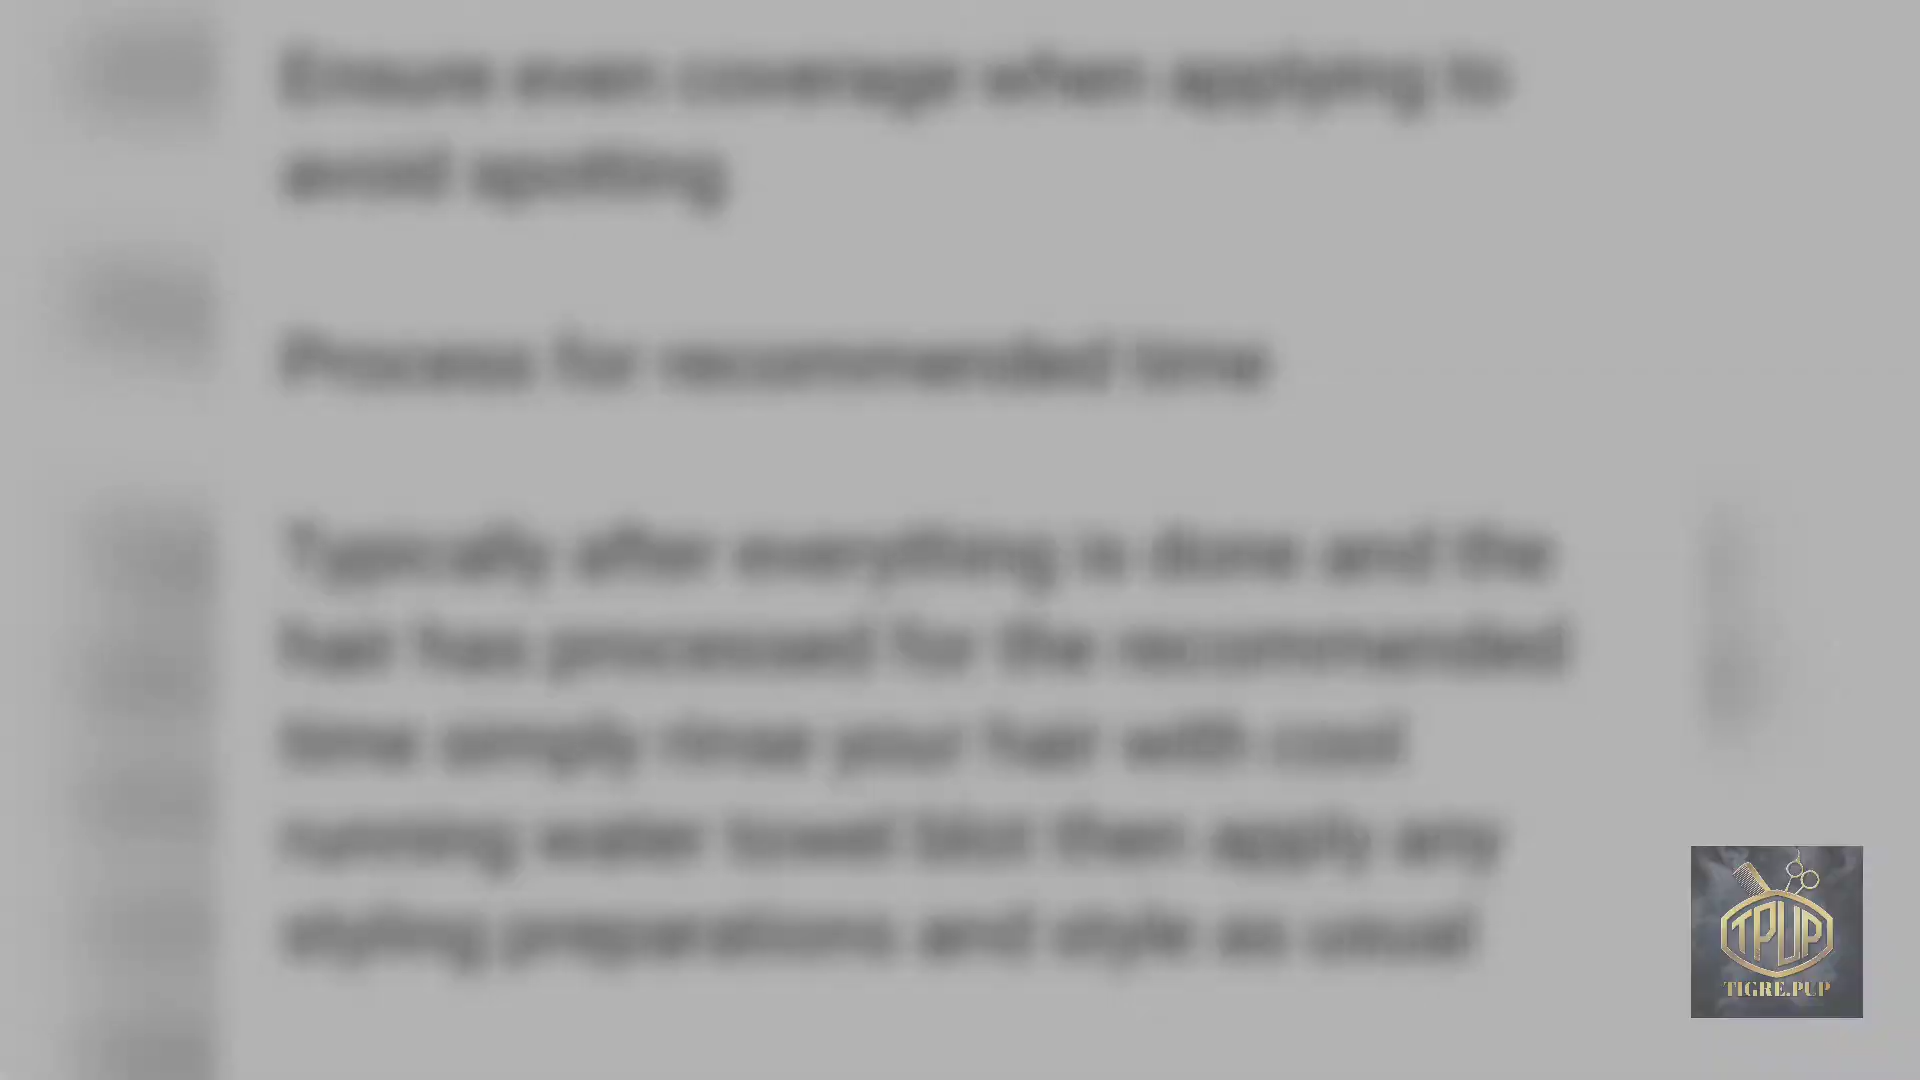 Ensure even coverage when applying to
avoid spotting
Process for recommended time
Typically after everything is done and the
hair has processed for the recommended
time simply rinse your hair with cool
running water towel blot then apply any
styling preparations and style as usual
TPUP
TIGRE.PUP